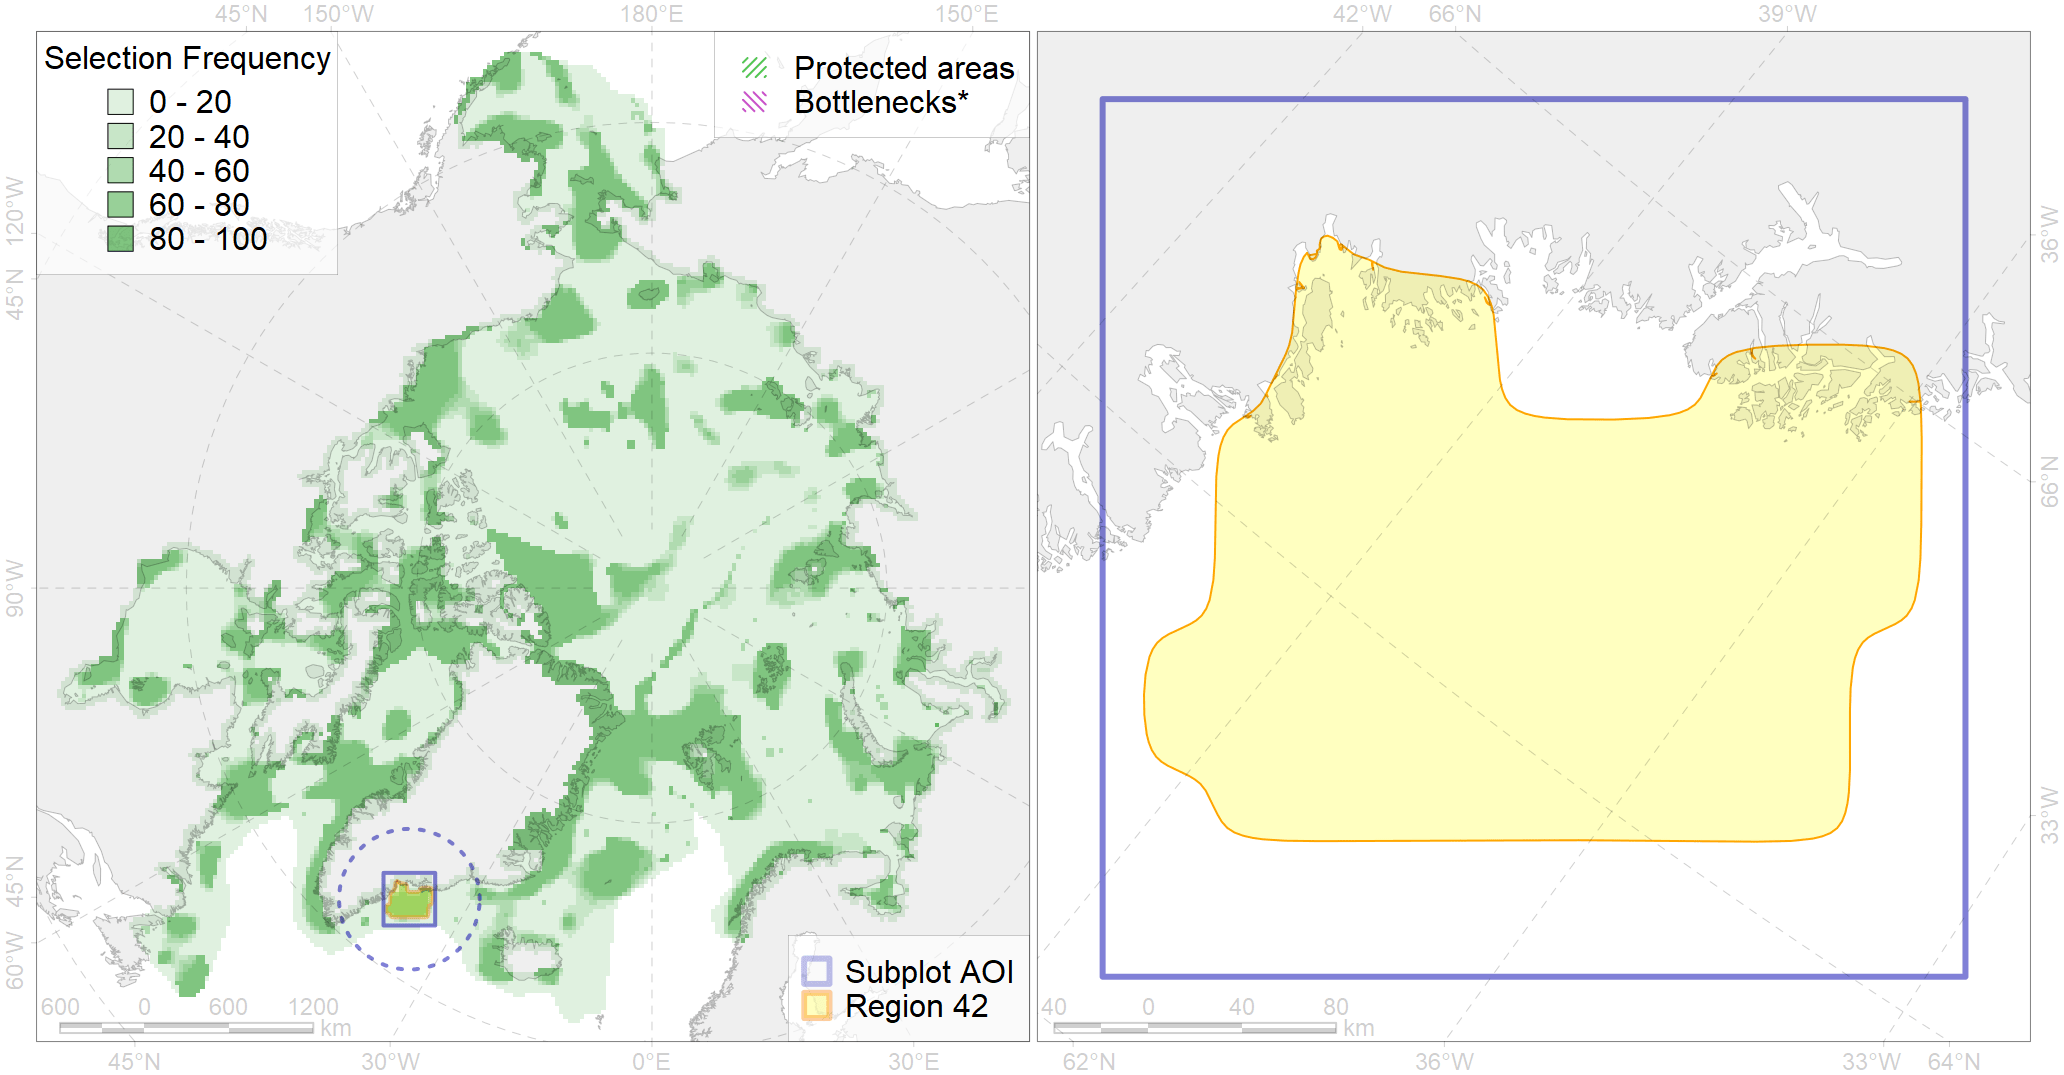 45°N 150°W 180°E 150°E 42°W 66°N 39°W
Selection Frequency
0 - 20
20 - 40
40 - 60
60 - 80
80 - 100
Protected areas
Bottlenecks*
120°W
45°N
90°W
45°N
60°W
36°W
66°N
33°W
Subplot AOI
Region 42
600 0 600 1200
km
40 0 40 80
km
45°N 30°W 0°E 30°E 62°N 36°W 33°W 64°N